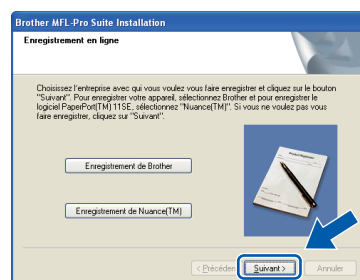 Brother MFL-Pro Suite Installation
Enregistrement en ligne
Choisissez l'entreprise avec qui vous voulez vous faire enregistrer et cliquez sur le bouton
"Suivant". Pour enregistrer votre appareil, sélectionnez Brother et pour enregistrer le
logiciel PaperPort(TM) 11SE, sélectionnez "Nuance(TM)". Si vous ne voulez pas vous
faire enregistrer, cliquez sur "Suivant".
Enregistrement de Brother
Enregistrement de Nuance(TM)
< Précéden
Suivant >
Annuler